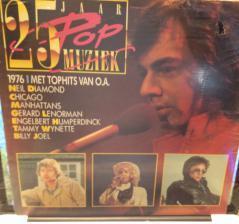 25 JAAR
Pop
MUZIEK
1976 | MET TOPHITS VAN O.A.
NEIL DIAMOND
CHICAGO
MANHATTANS
GERARD LENORMAN
ENGELBERT HUMPERDINCK
TAMMY WYNETTE
BILLY JOEL